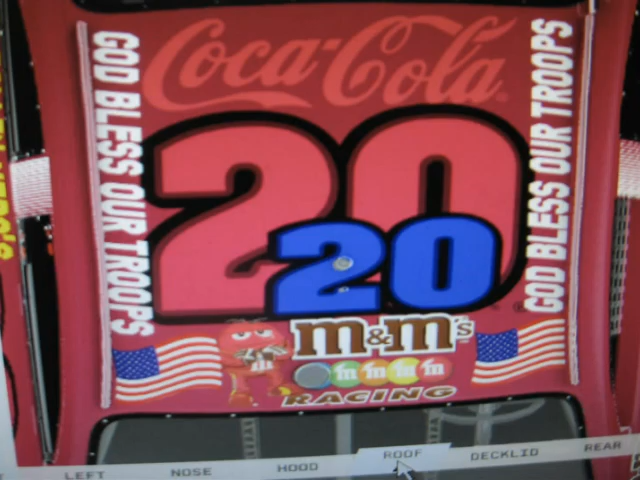 Coca-Cola
GOD BLESS OUR TROOPS
GOD BLESS OUR TROOPS
20
20
m&m's
m m m m
RACING
LEFT
NOSE
HOOD
ROOF
DECKLID
REAR